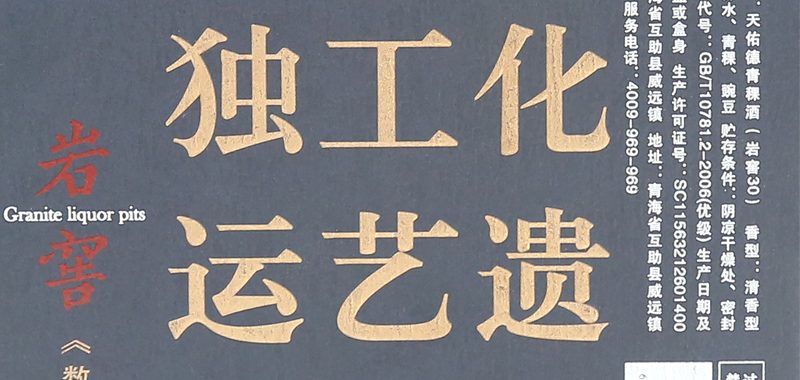 ：天佑德青稞酒（岩窖30） 香型：清香型
水、青稞、豌豆 贮存条件：阴凉干燥处、密封
代号：GB/T10781.2-2006(优级) 生产日期及
或盒身 生产许可证号：SC11563212601400
海省互助县威远镇 地址：青海省互助县威远镇
服务电话：4009-969-969
化遗
工艺
独运
岩窖
Granite liquor pits
《数